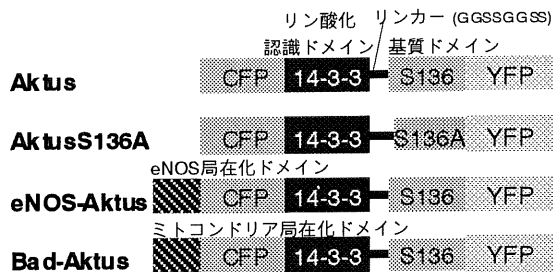 リン酸化 リンカー (GGSSGGSS)
認識ドメイン 基質ドメイン
Aktus CFP 14-3-3 S136 YFP
AktusS136A CFP 14-3-3 S136A YFP
eNOS局在化ドメイン
eNOS-Aktus CFP 14-3-3 S136 YFP
ミトコンドリア局在化ドメイン
Bad-Aktus CFP 14-3-3 S136 YFP